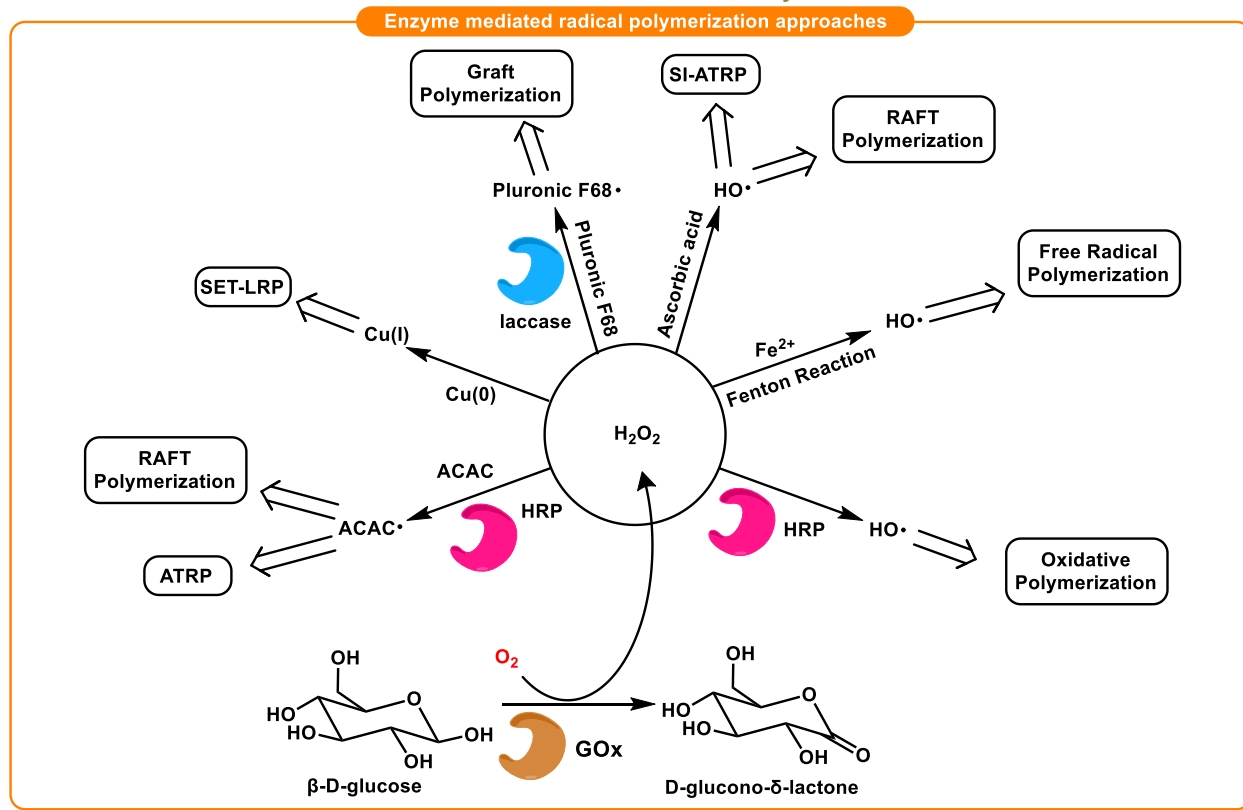 Enzyme mediated radical polymerization approaches
Graft
Polymerization
SI-ATRP
RAFT
Polymerization
Pluronic F68•
HO•
Pluronic F68
Ascorbic acid
laccase
Free Radical
Polymerization
SET-LRP
Cu(I)
Cu(0)
HO•
Fe²⁺
Fenton Reaction
H₂O₂
RAFT
Polymerization
ACAC
HRP
ACAC•
ATRP
HRP
HO•
Oxidative
Polymerization
O₂
OH
HO
HO
O
OH
OH
β-D-glucose
GOx
OH
HO
HO
O
OH
O
D-glucono-δ-lactone